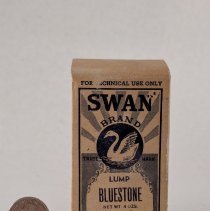 FOR TECHNICAL USE ONLY
SWAN
BRAND
TRADE MARK
LUMP
BLUESTONE
NET WT. 4 OZS.